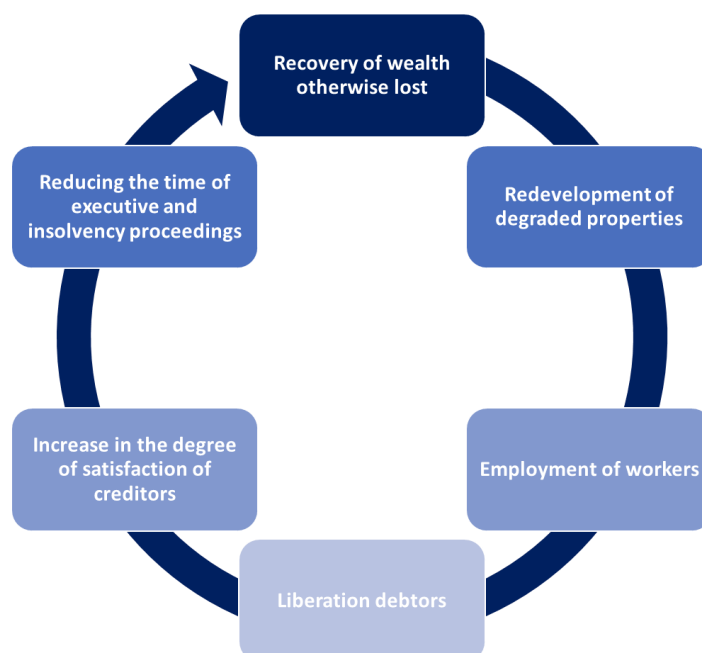 Recovery of wealth
otherwise lost
Redevelopment of
degraded properties
Employment of workers
Liberation debtors
Increase in the degree
of satisfaction of
creditors
Reducing the time of
executive and
insolvency proceedings